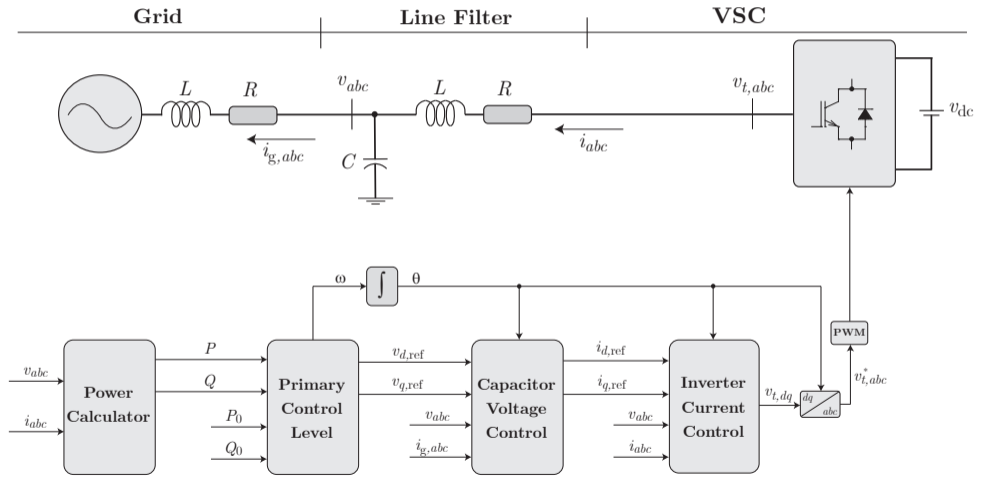 Grid
Line Filter
VSC
L
R
v_abc
L
R
v_t,abc
v_dc
i_g,abc
i_abc
C
ω
∫
θ
PWM
P
v_d,ref
i_d,ref
v_abc
Q
v_q,ref
i_q,ref
v_t,dq
dq
abc
v*_t,abc
Power
Calculator
Primary
Control
Level
Capacitor
Voltage
Control
Inverter
Current
Control
i_abc
P_0
v_abc
v_abc
Q_0
i_g,abc
i_abc